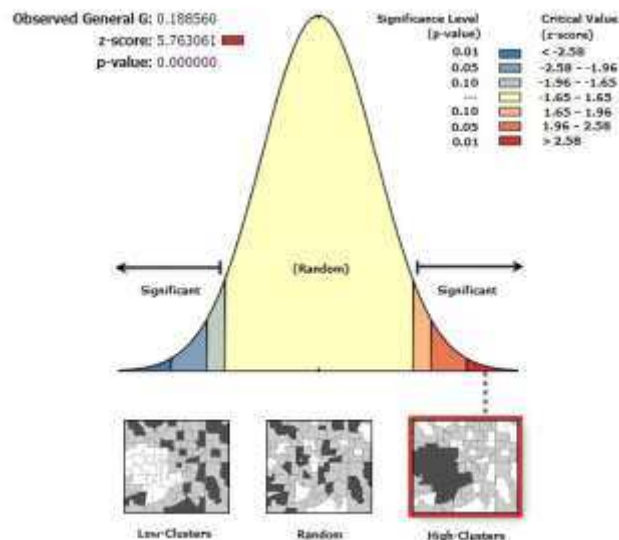 Observed General G: 0.188560
z-score: 5.763061
p-value: 0.000000
Significance Level
(p-value)
Critical Value
(z-score)
0.01 < -2.58
0.05 -2.58 - -1.96
0.10 -1.96 - -1.65
... -1.65 - 1.65
0.10 1.65 - 1.96
0.05 1.96 - 2.58
0.01 > 2.58
(Random)
Significant
Significant
Low-Clusters
Random
High-Clusters